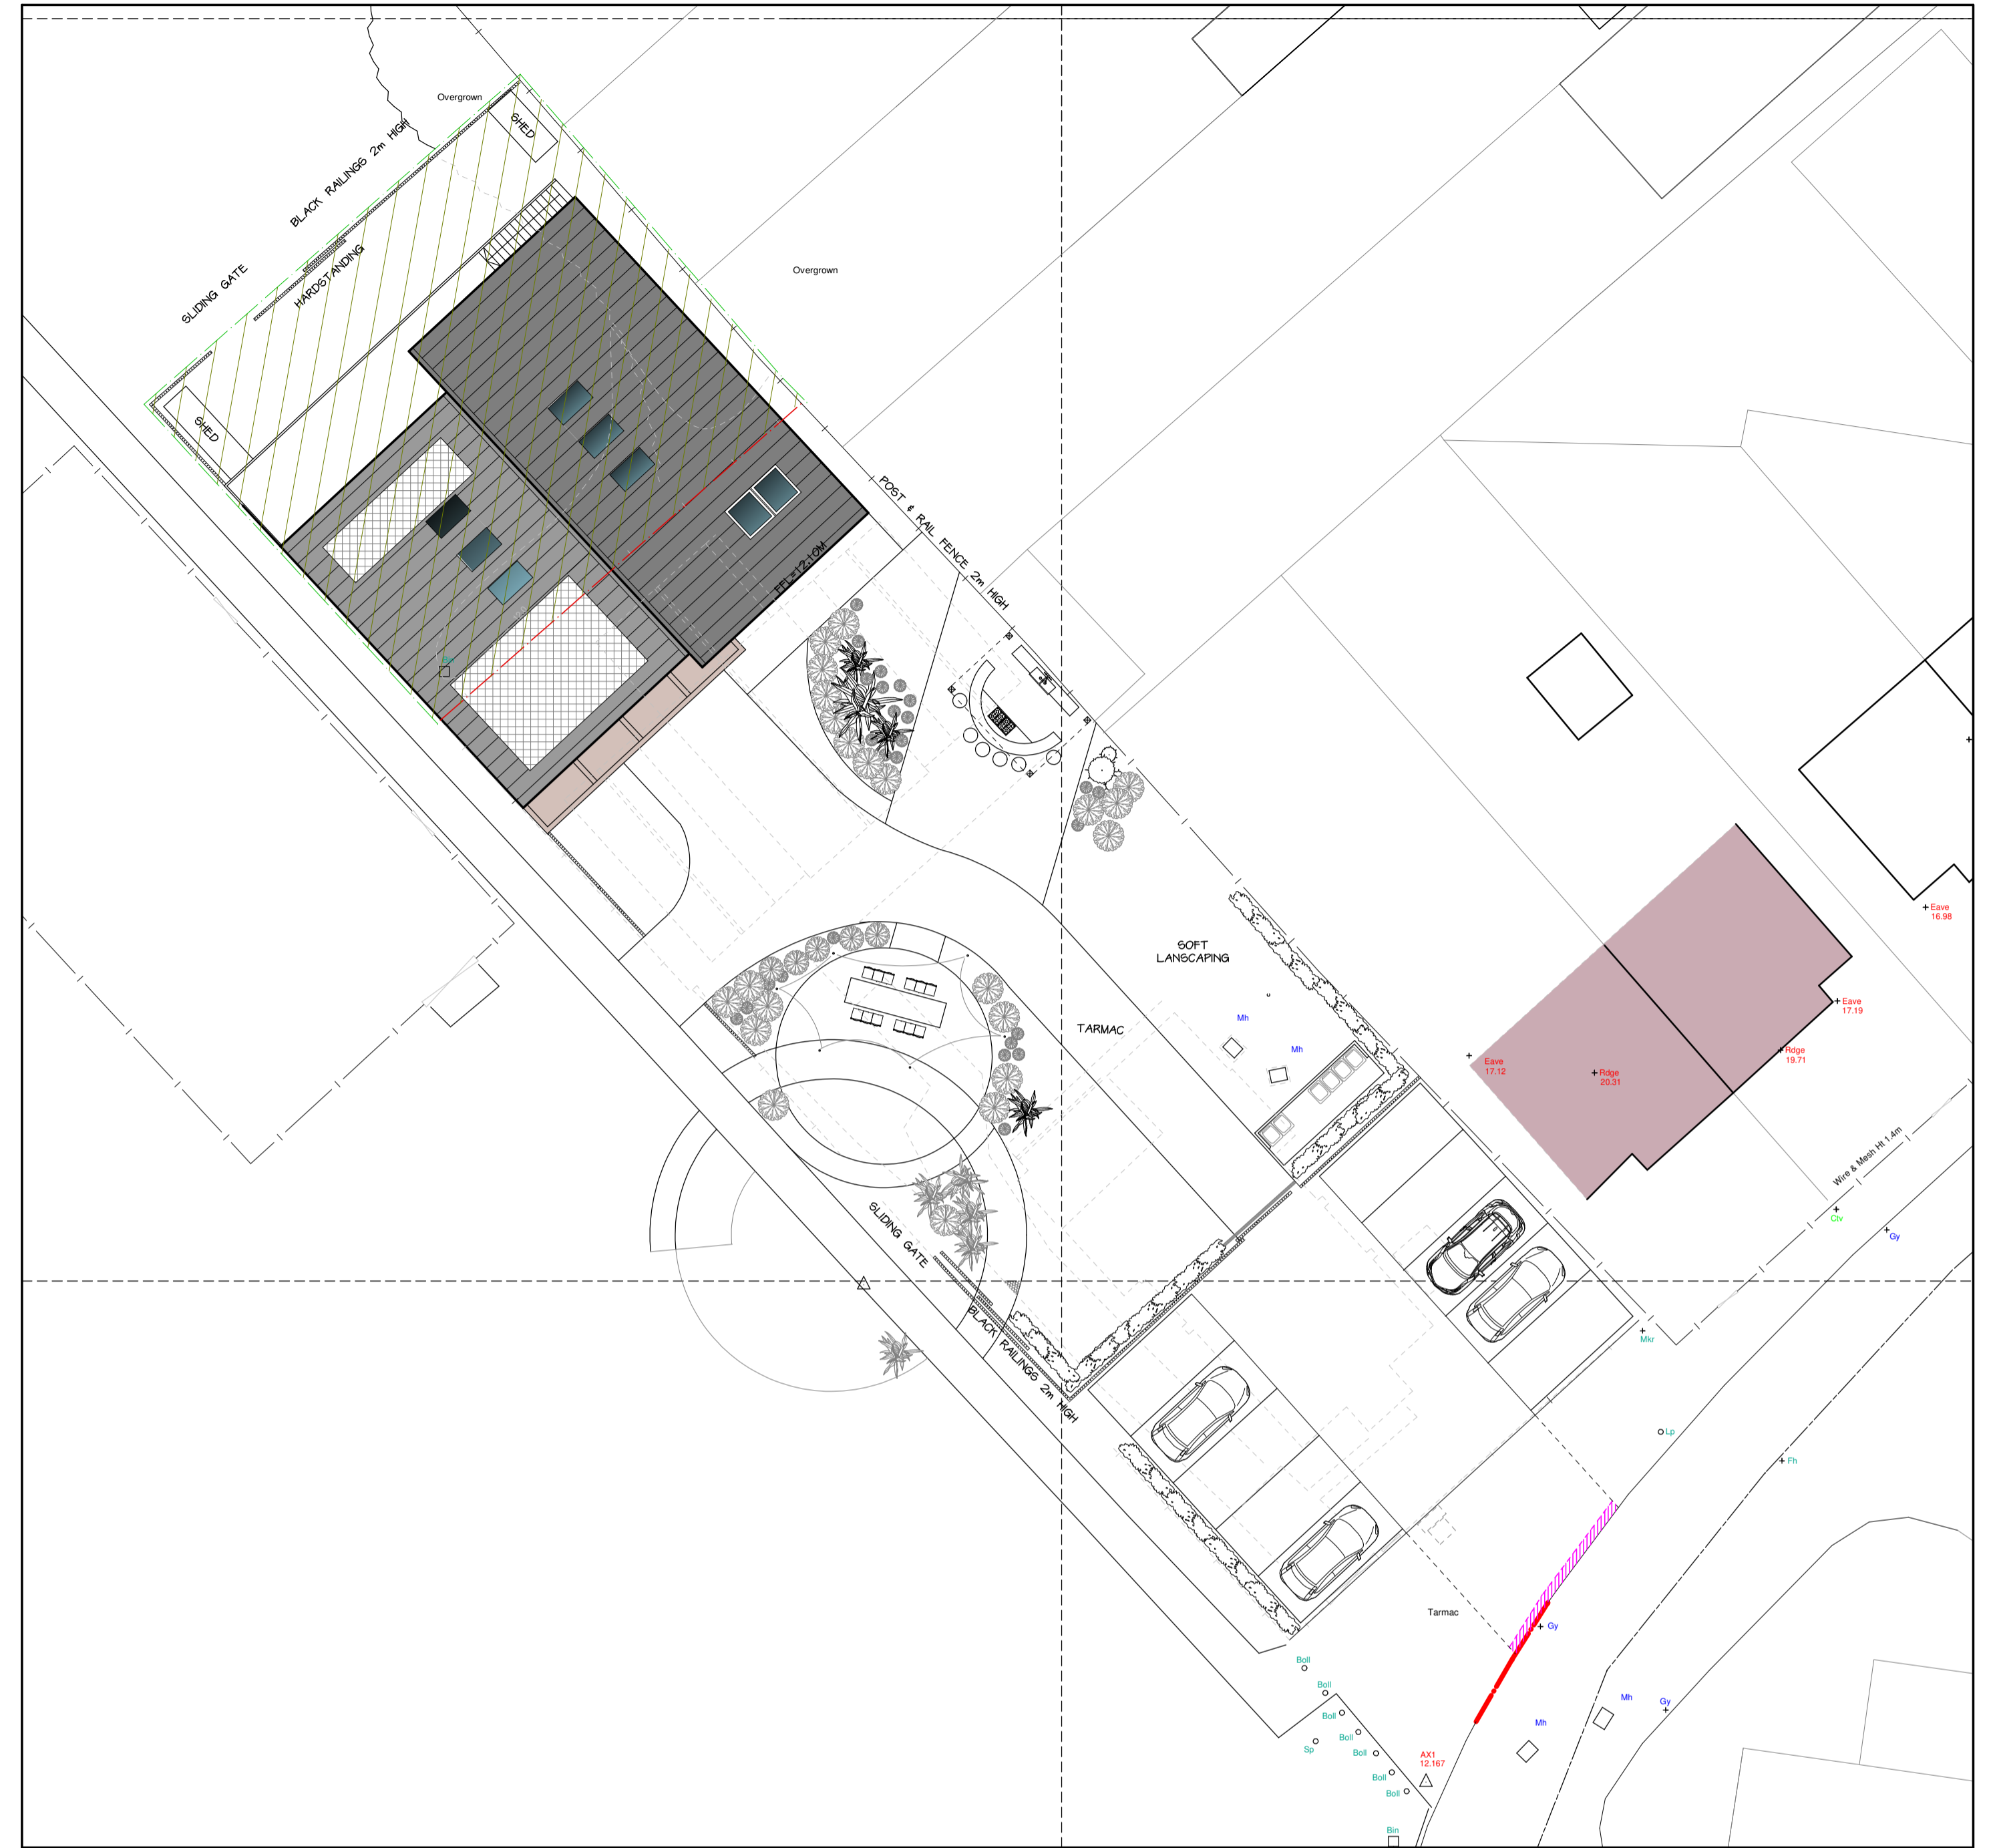 Overgrown
SHED
BLACK RAILINGS 2m HIGH
SLIDING GATE
HARDSTANDING
Overgrown
SHED
POST & RAIL FENCE 2m HIGH
FFL=12.10M
Eave
16.98
SOFT
LANSCAPING
Mh
Mh
TARMAC
Eave
17.19
Rdge
19.71
Eave
17.12
Rdge
20.31
Wire & Mesh Ht 1.4m
Ctv
Gy
SLIDING GATE
BLACK RAILINGS 2m HIGH
Mkr
Lp
Fh
Tarmac
Gy
Boll
Boll
Boll
Boll
Boll
Boll
Boll
Sp
Mh
Gy
Mh
AX1
12.167
Bin